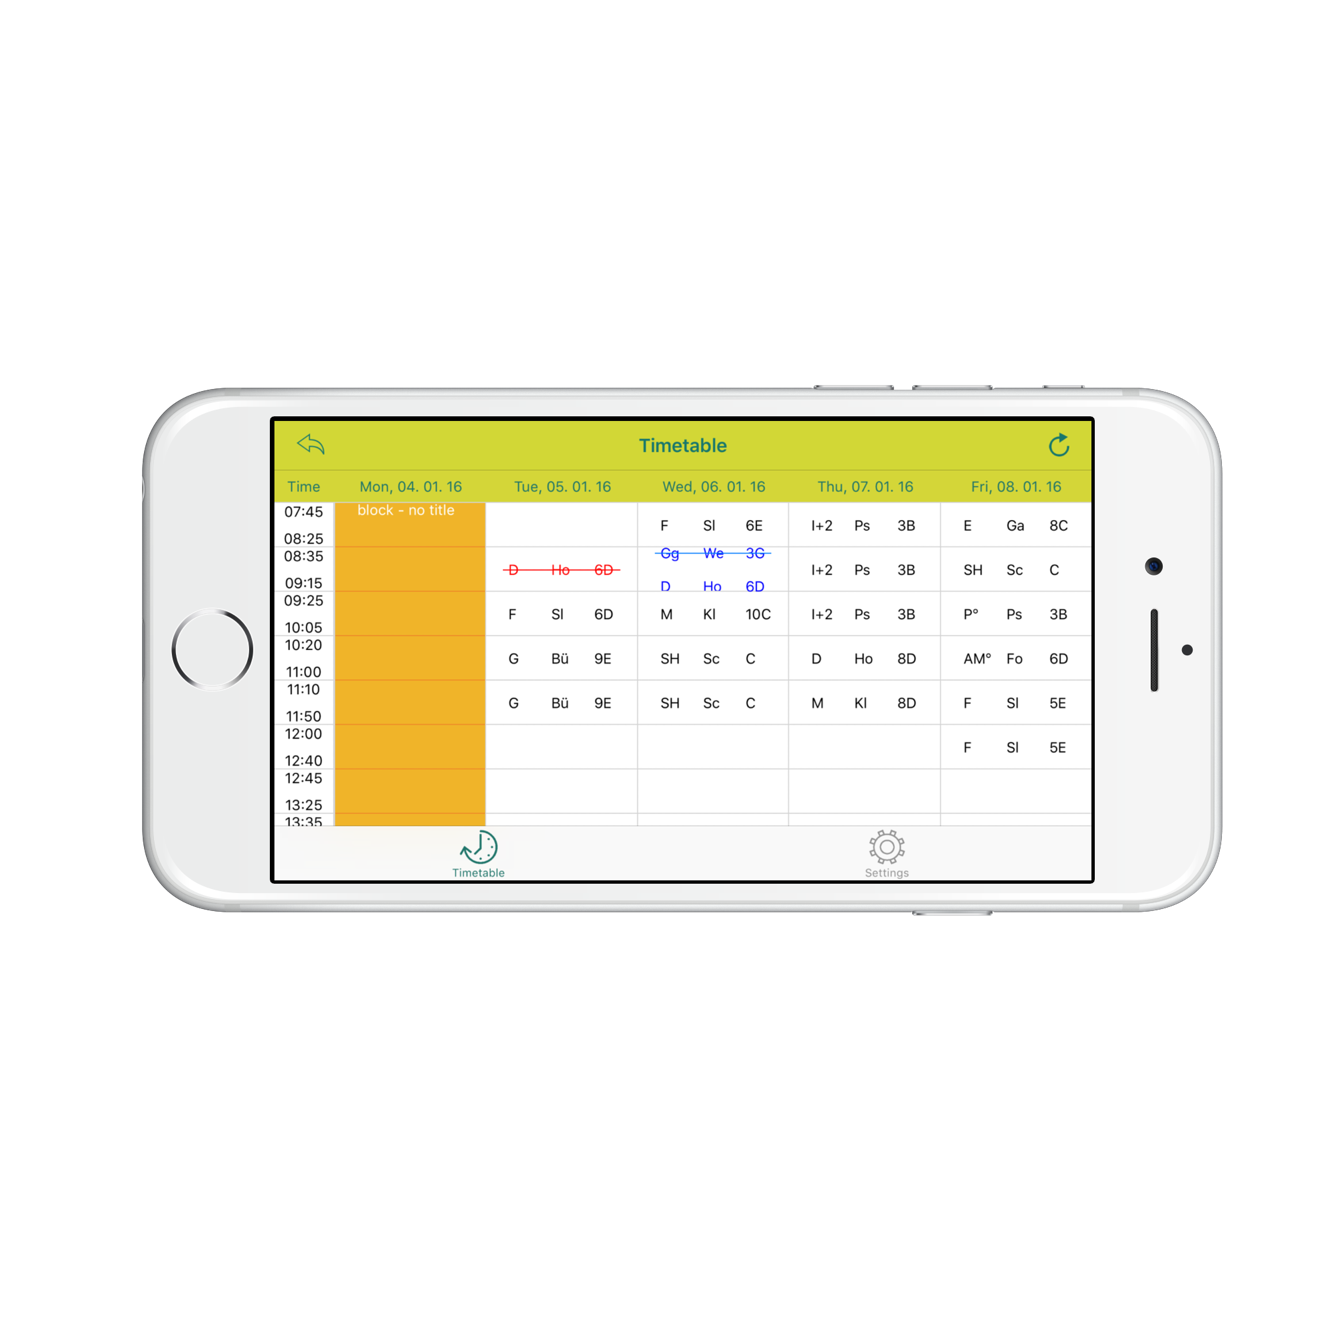 Timetable
Time Mon, 04. 01. 16 Tue, 05. 01. 16 Wed, 06. 01. 16 Thu, 07. 01. 16 Fri, 08. 01. 16
07:45 block - no title
F Sl 6E I+2 Ps 3B E Ga 8C
08:25
08:35 Gg We 3G
D Ho 6D I+2 Ps 3B SH Sc C
09:15 D Ho 6D
09:25
F Sl 6D M Kl 10C I+2 Ps 3B P° Ps 3B
10:05
10:20
G Bü 9E SH Sc C D Ho 8D AM° Fo 6D
11:00
11:10
G Bü 9E SH Sc C M Kl 8D F Sl 5E
11:50
12:00
F Sl 5E
12:40
12:45
13:25
13:35
Timetable Settings